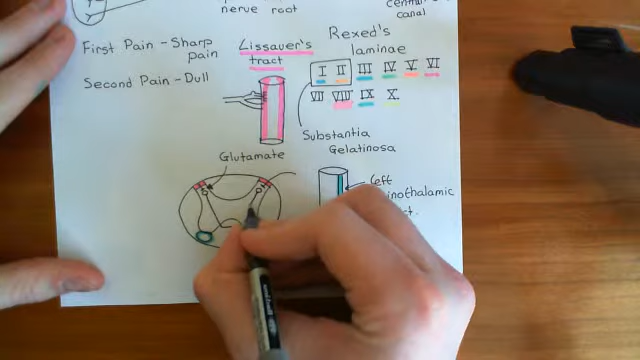 nerve root
canal
First Pain - Sharp
pain
Second Pain - Dull
Lissauer's
tract
Rexed's
laminae
I II III IV V VI
VII VIII IX X
Substantia
Gelatinosa
Glutamate
Left